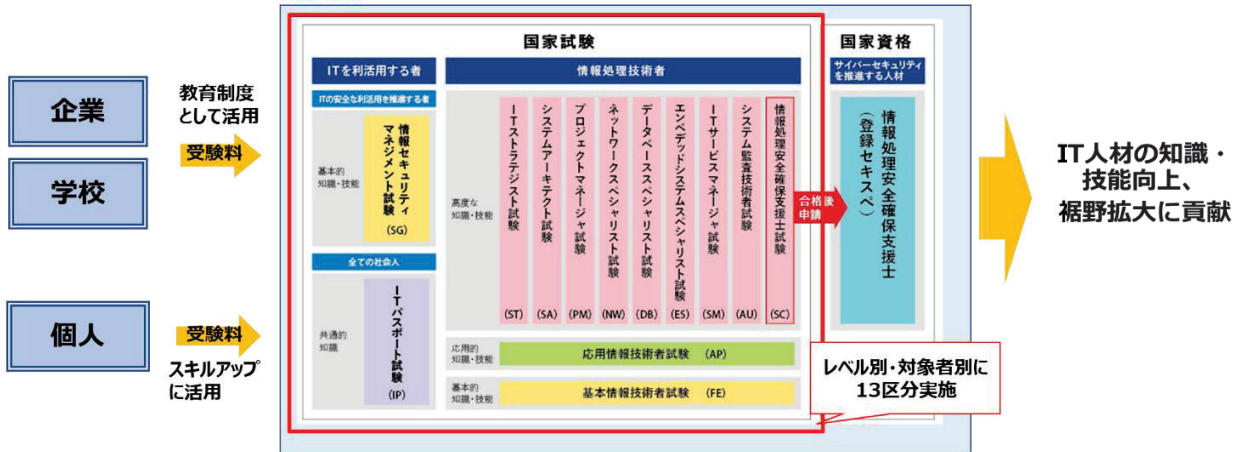 国家試験
国家資格
企業
学校
個人
教育制度
として活用
受験料
受験料
スキルアップ
に活用
ITを利活用する者
ITの安全な利活用を推進する者
基本的
知識・技能
情報セキュリティ
マネジメント試験
(SG)
全ての社会人
共通的
知識
ITパスポート試験
(IP)
情報処理技術者
高度な
知識・技能
ITストラテジスト試験
(ST)
システムアーキテクト試験
(SA)
プロジェクトマネージャ試験
(PM)
ネットワークスペシャリスト試験
(NW)
データベーススペシャリスト試験
(DB)
エンベデッドシステムスペシャリスト試験
(ES)
ITサービスマネージャ試験
(SM)
システム監査技術者試験
(AU)
情報処理安全確保支援士試験
(SC)
応用的
知識・技能
応用情報技術者試験 (AP)
基本的
知識・技能
基本情報技術者試験 (FE)
合格後
申請
サイバーセキュリティ
を推進する人材
情報処理安全確保支援士
(登録セキスペ)
レベル別・対象者別に
13区分実施
IT人材の知識・
技能向上、
裾野拡大に貢献